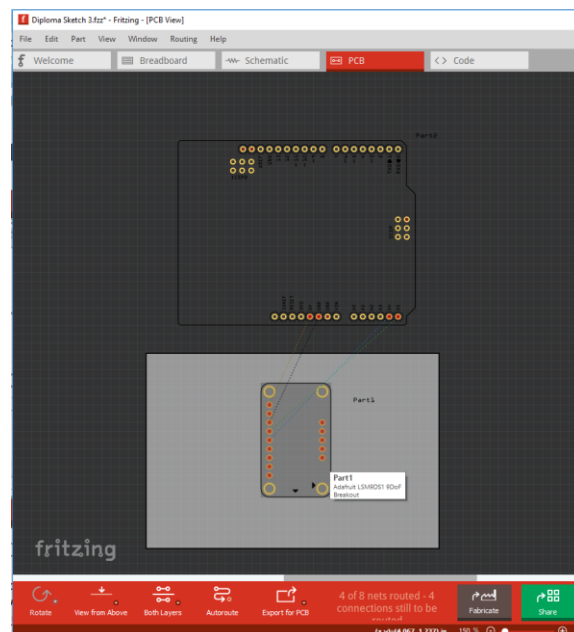 Diploma Sketch 3.fzz* - Fritzing - [PCB View]
File Edit Part View Window Routing Help
Welcome
Breadboard
Schematic
PCB
Code
Part2
Part1
Part1
Adafruit LSM9DS1 9DoF
Breakout
fritzing
Rotate
View from Above
Both Layers
Autoroute
Export for PCB
4 of 8 nets routed - 4
connections still to be
routed
Fabricate
Share
150 %